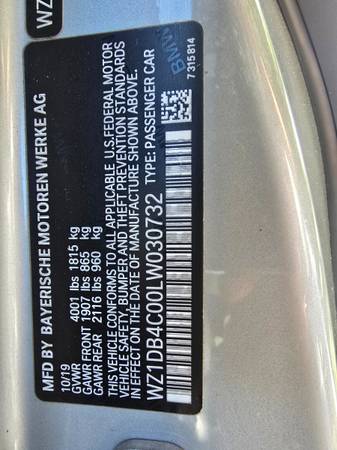 WZ
MFD BY BAYERISCHE MOTOREN WERKE AG
10/19
GVWR 4001 lbs 1815 kg
GAWR FRONT 1907 lbs 865 kg
GAWR REAR 2116 lbs 960 kg
THIS VEHICLE CONFORMS TO ALL APPLICABLE U.S. FEDERAL MOTOR
VEHICLE SAFETY, BUMPER AND THEFT PREVENTION STANDARDS
IN EFFECT ON THE DATE OF MANUFACTURE SHOWN ABOVE.
WZ1DB4C00LW030732 TYPE: PASSENGER CAR
BMW
7 315 814